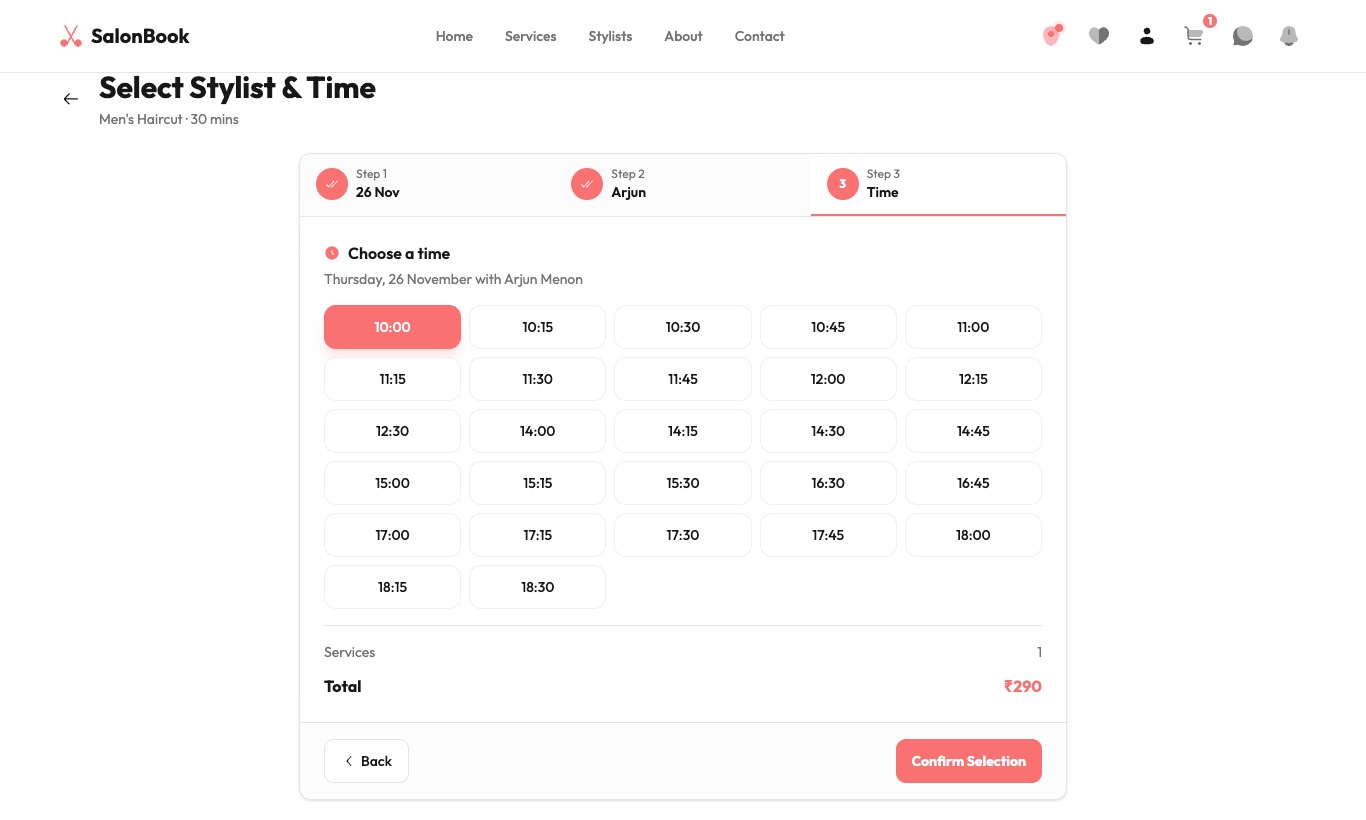 SalonBook
Home Services Stylists About Contact
1
Select Stylist & Time
Men's Haircut · 30 mins
Step 1
26 Nov
Step 2
Arjun
3
Step 3
Time
Choose a time
Thursday, 26 November with Arjun Menon
10:00 10:15 10:30 10:45 11:00
11:15 11:30 11:45 12:00 12:15
12:30 14:00 14:15 14:30 14:45
15:00 15:15 15:30 16:30 16:45
17:00 17:15 17:30 17:45 18:00
18:15 18:30
Services 1
Total ₹290
Back Confirm Selection